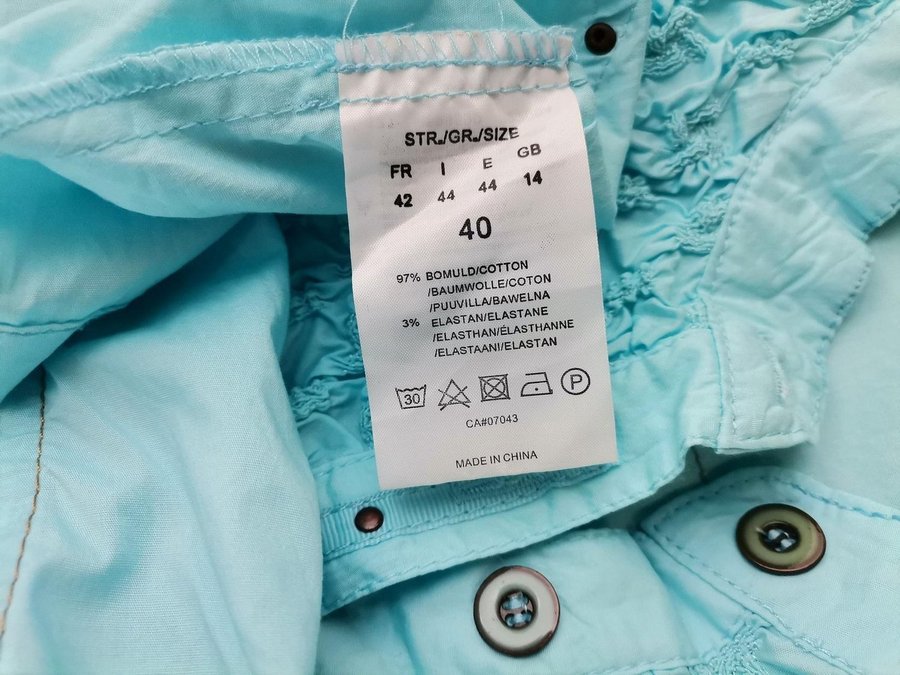 STR./GR./SIZE
FR I E GB
42 44 44 14
40
97% BOMULD/COTTON
/BAUMWOLLE/COTON
/PUUVILLA/BAWELNA
3% ELASTAN/ELASTANE
/ELASTHAN/ÉLASTHANNE
/ELASTAANI/ELASTAN
30 P
CA#07043
MADE IN CHINA